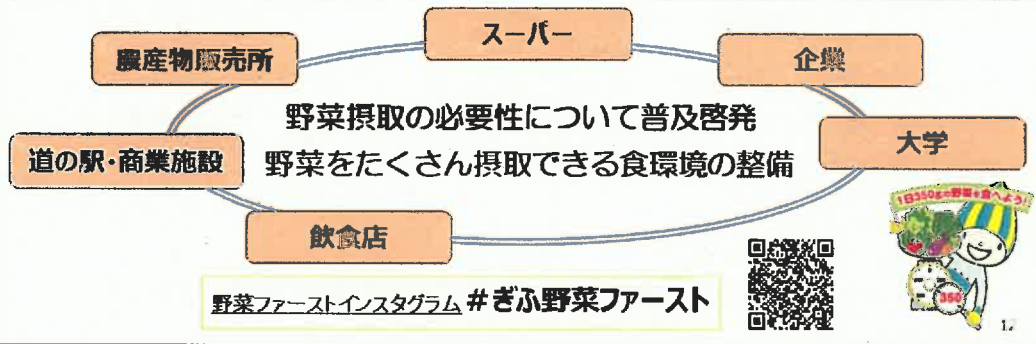 スーパー
農産物販売所
企業
野菜摂取の必要性について普及啓発
大学
道の駅・商業施設
野菜をたくさん摂取できる食環境の整備
1日350gの野菜を食べよう!
飲食店
350
野菜ファーストインスタグラム #ぎふ野菜ファースト